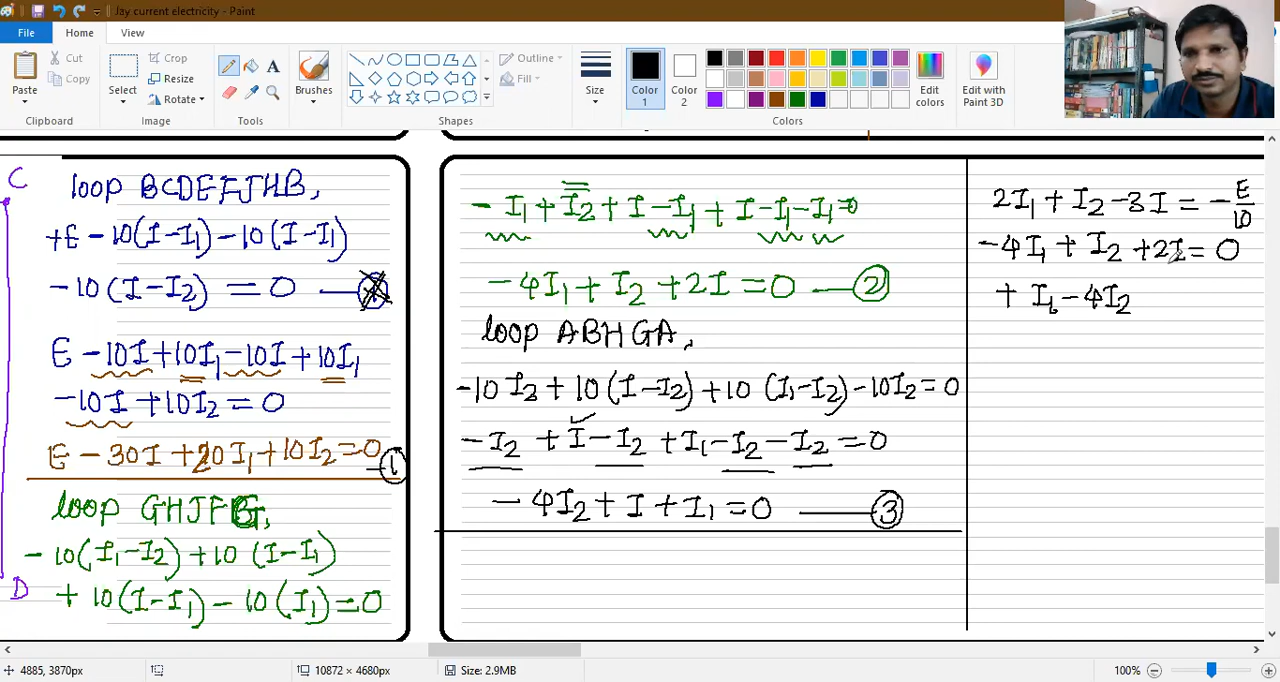 Jay current electricity - Paint
File Home View
Paste
Cut
Copy
Clipboard
Select
Crop
Resize
Rotate
Image
A
Tools
Brushes
Outline
Fill
Shapes
Size
Color 1
Color 2
Edit colors
Edit with Paint 3D
Colors
C
D
loop BCDEFJHB,
+E - 10(I-I₁) - 10(I-I₁)
-10(I-I₂) = 0
E - 10I + 10I₁ - 10I + 10I₁
-10I + 10I₂ = 0
E - 30I + 20I₁ + 10I₂ = 0 — ①
loop GHJFG,
-10(I₁-I₂) + 10(I-I₁)
+ 10(I-I₁) - 10(I₁) = 0
-I₁ + I₂ + I - I₁ + I - I₁ - I₁ = 0
-4I₁ + I₂ + 2I = 0 — ②
loop ABHGA,
-10I₂ + 10(I-I₂) + 10(I₁-I₂) - 10I₂ = 0
-I₂ + I - I₂ + I₁ - I₂ - I₂ = 0
-4I₂ + I + I₁ = 0 — ③
2I₁ + I₂ - 3I = -E/10
-4I₁ + I₂ + 2I = 0
+ I₁ - 4I₂
4885, 3870px
10872 × 4680px
Size: 2.9MB
100%